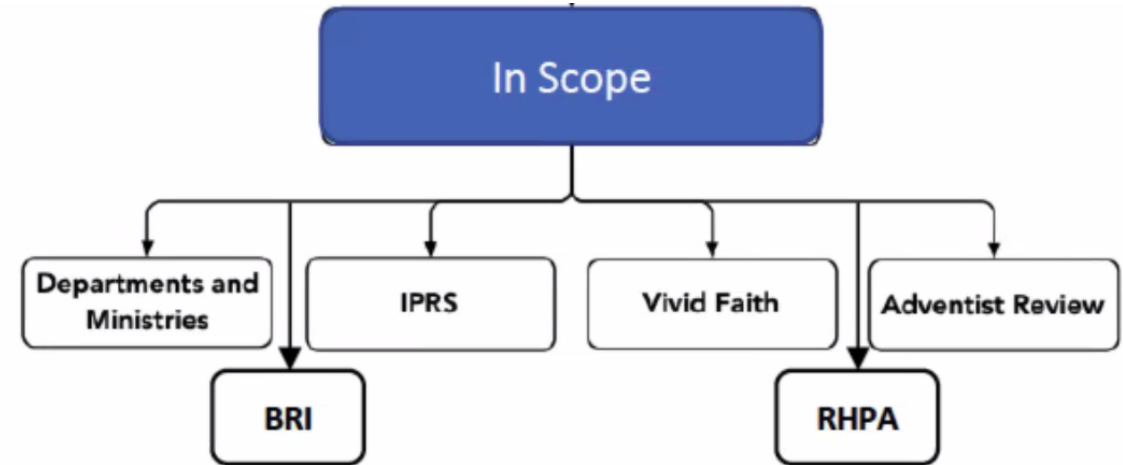 In Scope
Departments and
Ministries
IPRS
Vivid Faith
Adventist Review
BRI
RHPA